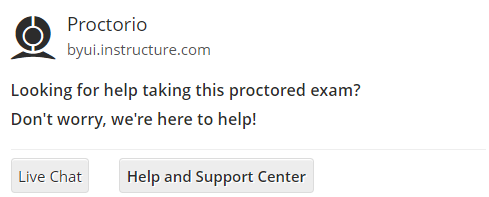 Proctorio
byui.instructure.com
Looking for help taking this proctored exam?
Don't worry, we're here to help!
Live Chat
Help and Support Center